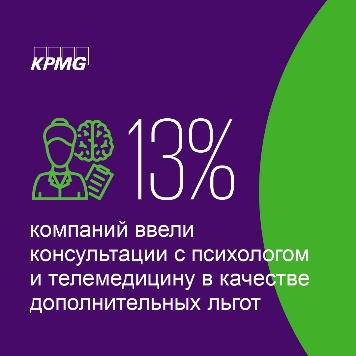 KPMG
13%
компаний ввели
консультации с психологом
и телемедицину в качестве
дополнительных льгот